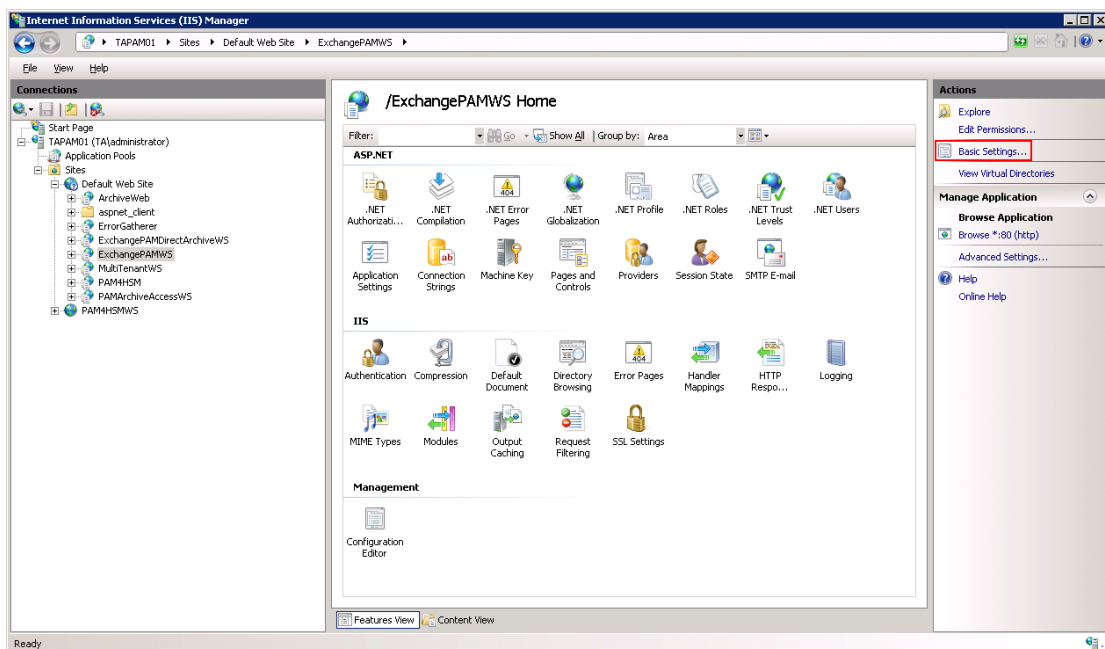 Internet Information Services (IIS) Manager
TAPAM01 Sites Default Web Site ExchangePAMWS
File View Help
Connections
Start Page
TAPAM01 (TA\administrator)
Application Pools
Sites
Default Web Site
ArchiveWeb
aspnet_client
ErrorGatherer
ExchangePAMDirectArchiveWS
ExchangePAMWS
MultiTenantWS
PAM4HSM
PAMArchiveAccessWS
PAM4HSMWS
/ExchangePAMWS Home
Filter: Go Show All Group by: Area
ASP.NET
.NET Authorizati...
.NET Compilation
.NET Error Pages
.NET Globalization
.NET Profile
.NET Roles
.NET Trust Levels
.NET Users
Application Settings
Connection Strings
Machine Key
Pages and Controls
Providers
Session State
SMTP E-mail
IIS
Authentication
Compression
Default Document
Directory Browsing
Error Pages
Handler Mappings
HTTP Respo...
Logging
MIME Types
Modules
Output Caching
Request Filtering
SSL Settings
Management
Configuration Editor
Features View Content View
Actions
Explore
Edit Permissions...
Basic Settings...
View Virtual Directories
Manage Application
Browse Application
Browse *:80 (http)
Advanced Settings...
Help
Online Help
Ready